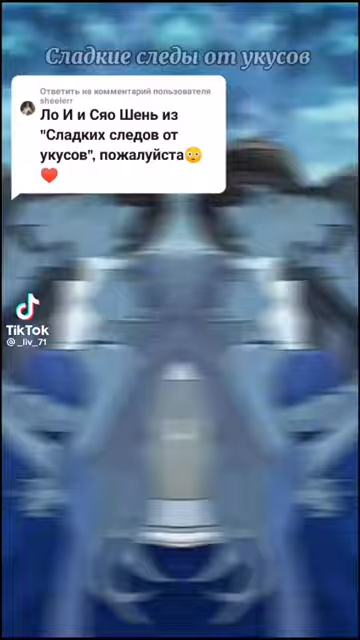 Сладкие следы от укусов
Ответить на комментарий пользователя
sheelerr
Ло И и Сяо Шень из
"Сладких следов от
укусов", пожалуйста😳
♥️
TikTok
@_liv_71